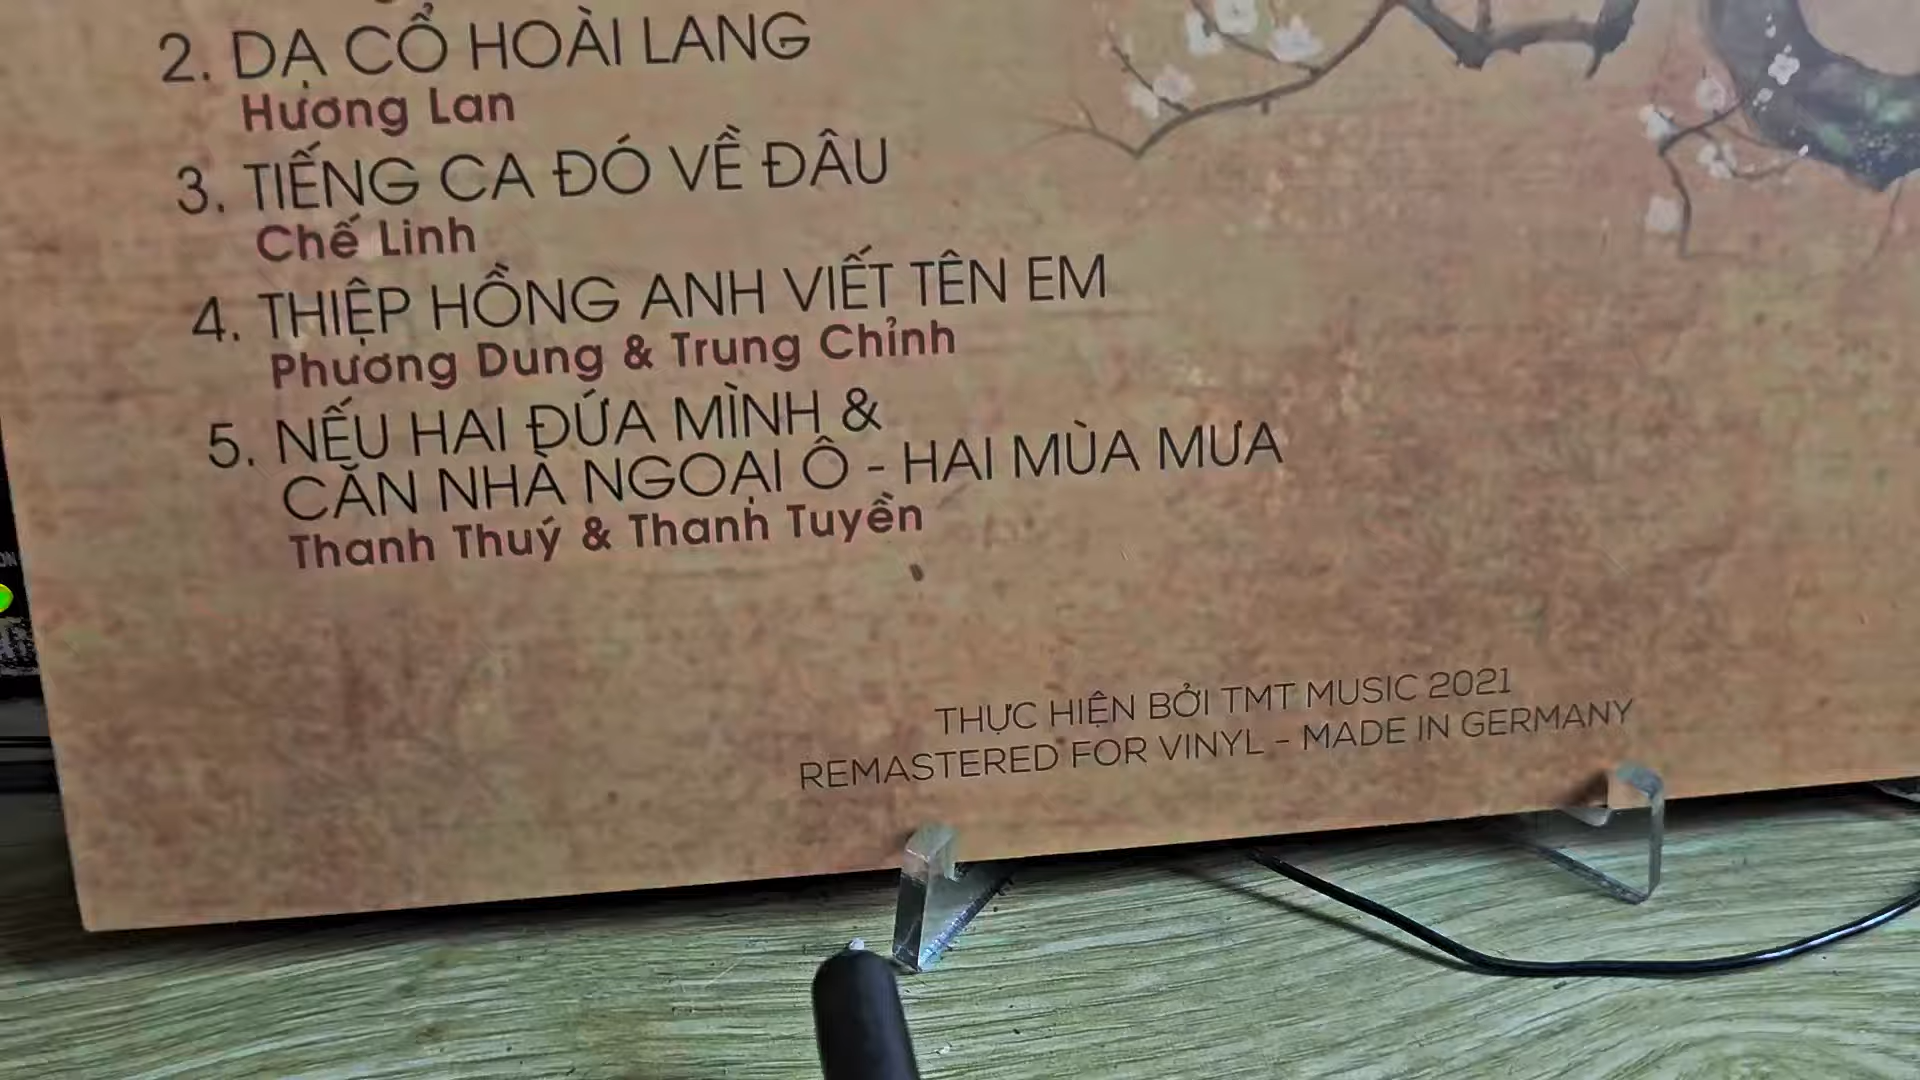 2. DẠ CỔ HOÀI LANG
Hương Lan
3. TIẾNG CA ĐÓ VỀ ĐÂU
Chế Linh
4. THIỆP HỒNG ANH VIẾT TÊN EM
Phương Dung & Trung Chỉnh
5. NẾU HAI ĐỨA MÌNH &
CĂN NHÀ NGOẠI Ô - HAI MÙA MƯA
Thanh Thuý & Thanh Tuyền
THỰC HIỆN BỞI TMT MUSIC 2021
REMASTERED FOR VINYL - MADE IN GERMANY